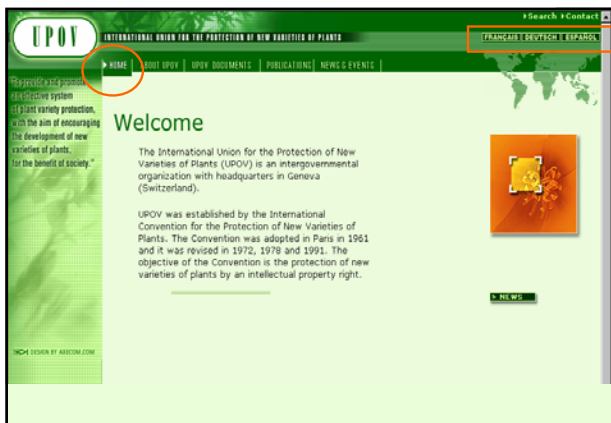 Search Contact
UPOV
INTERNATIONAL UNION FOR THE PROTECTION OF NEW VARIETIES OF PLANTS
FRANÇAIS | DEUTSCH | ESPAÑOL
HOME | ABOUT UPOV | UPOV DOCUMENTS | PUBLICATIONS | NEWS & EVENTS |
"To provide and promote
an effective system
of plant variety protection,
with the aim of encouraging
the development of new
varieties of plants,
for the benefit of society."
Welcome
The International Union for the Protection of New
Varieties of Plants (UPOV) is an intergovernmental
organization with headquarters in Geneva
(Switzerland).
UPOV was established by the International
Convention for the Protection of New Varieties of
Plants. The Convention was adopted in Paris in 1961
and it was revised in 1972, 1978 and 1991. The
objective of the Convention is the protection of new
varieties of plants by an intellectual property right.
NEWS
DESIGN BY